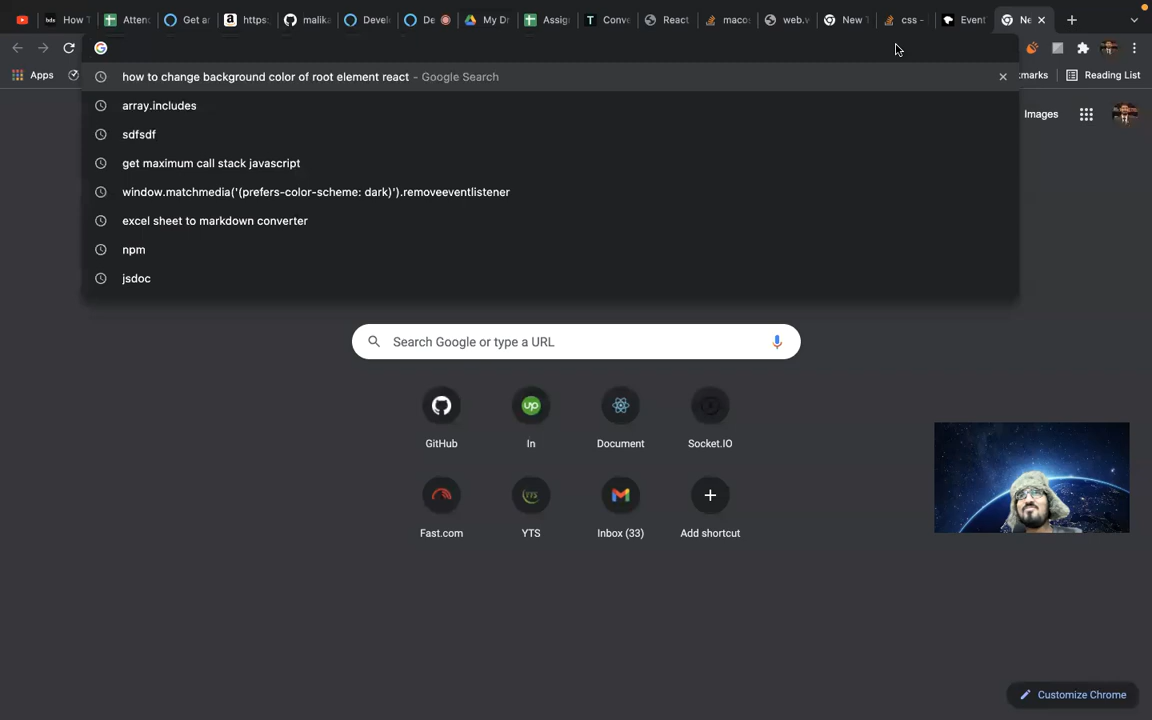 How T Attend Get ar https: malika Devel De My Dr Assig Conve React macos web.w New T css - Event Ne
how to change background color of root element react - Google Search
kmarks Reading List
Apps
array.includes
Images
sdfsdf
get maximum call stack javascript
window.matchmedia('(prefers-color-scheme: dark)').removeeventlistener
excel sheet to markdown converter
npm
jsdoc
Search Google or type a URL
GitHub In Document Socket.IO
Fast.com YTS Inbox (33) Add shortcut
Customize Chrome